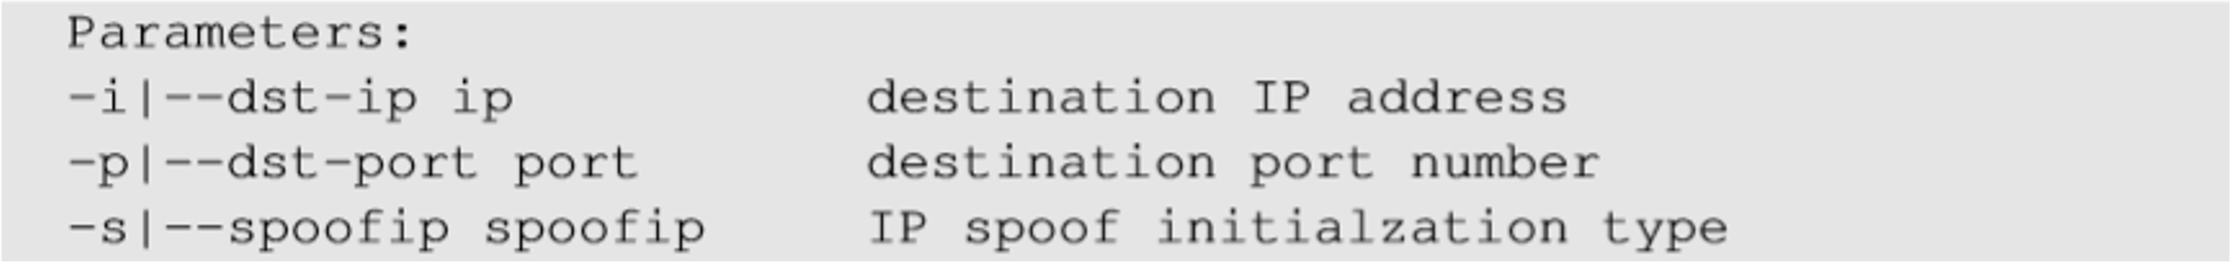 Parameters:
-i|--dst-ip ip destination IP address
-p|--dst-port port destination port number
-s|--spoofip spoofip IP spoof initialzation type